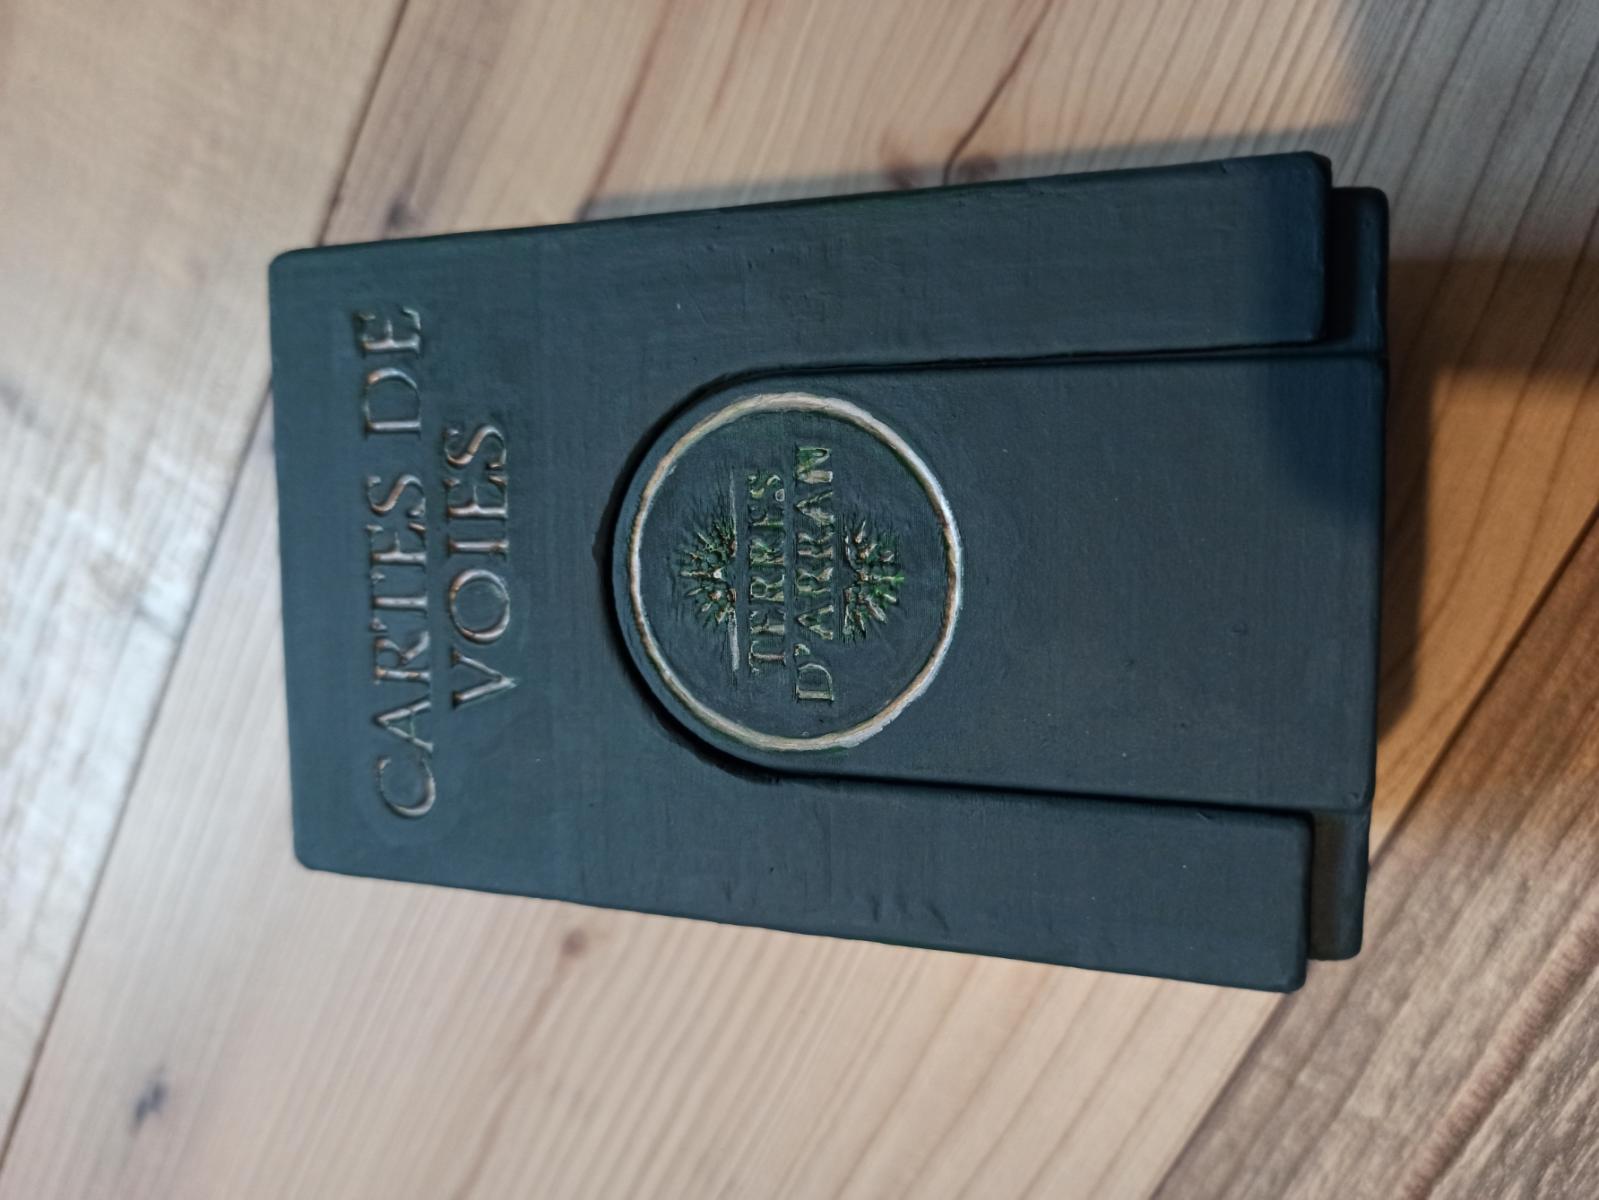 CARTES DE
VOIES
TERRES
D'ARRAN